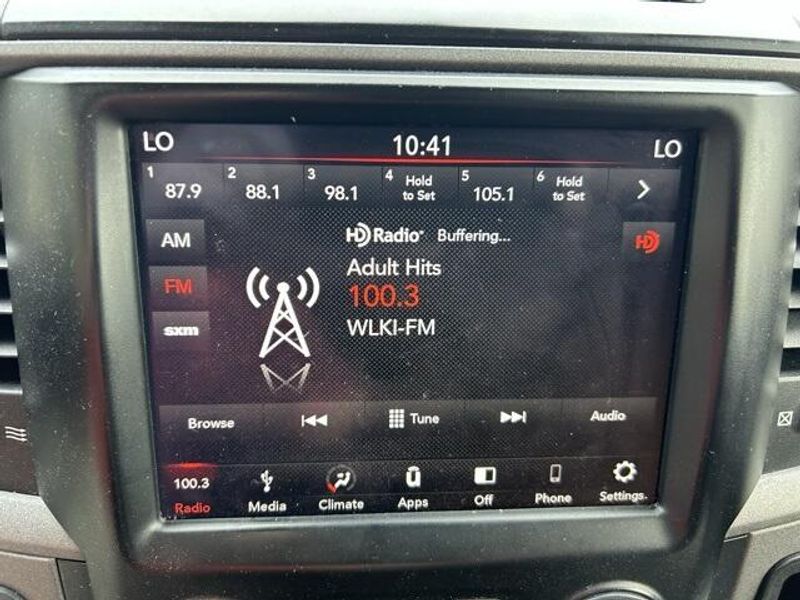 LO 10:41 LO
1 87.9 2 88.1 3 98.1 4 Hold to Set 5 105.1 6 Hold to Set
AM
HD Radio Buffering...
HD
Adult Hits
FM
100.3
sxm
WLKI-FM
Browse Tune Audio
100.3
Radio Media Climate Apps Off Phone Settings